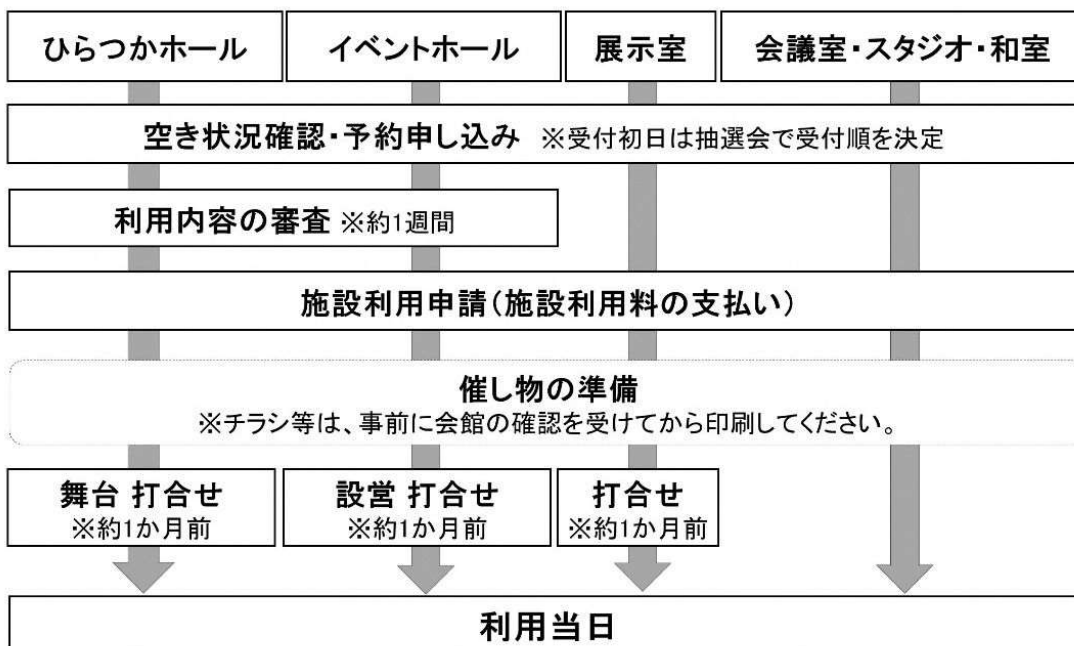 ひらつかホール
イベントホール
展示室
会議室・スタジオ・和室
空き状況確認・予約申し込み ※受付初日は抽選会で受付順を決定
利用内容の審査 ※約1週間
施設利用申請(施設利用料の支払い)
催し物の準備
※チラシ等は、事前に会館の確認を受けてから印刷してください。
舞台 打合せ
※約1か月前
設営 打合せ
※約1か月前
打合せ
※約1か月前
利用当日